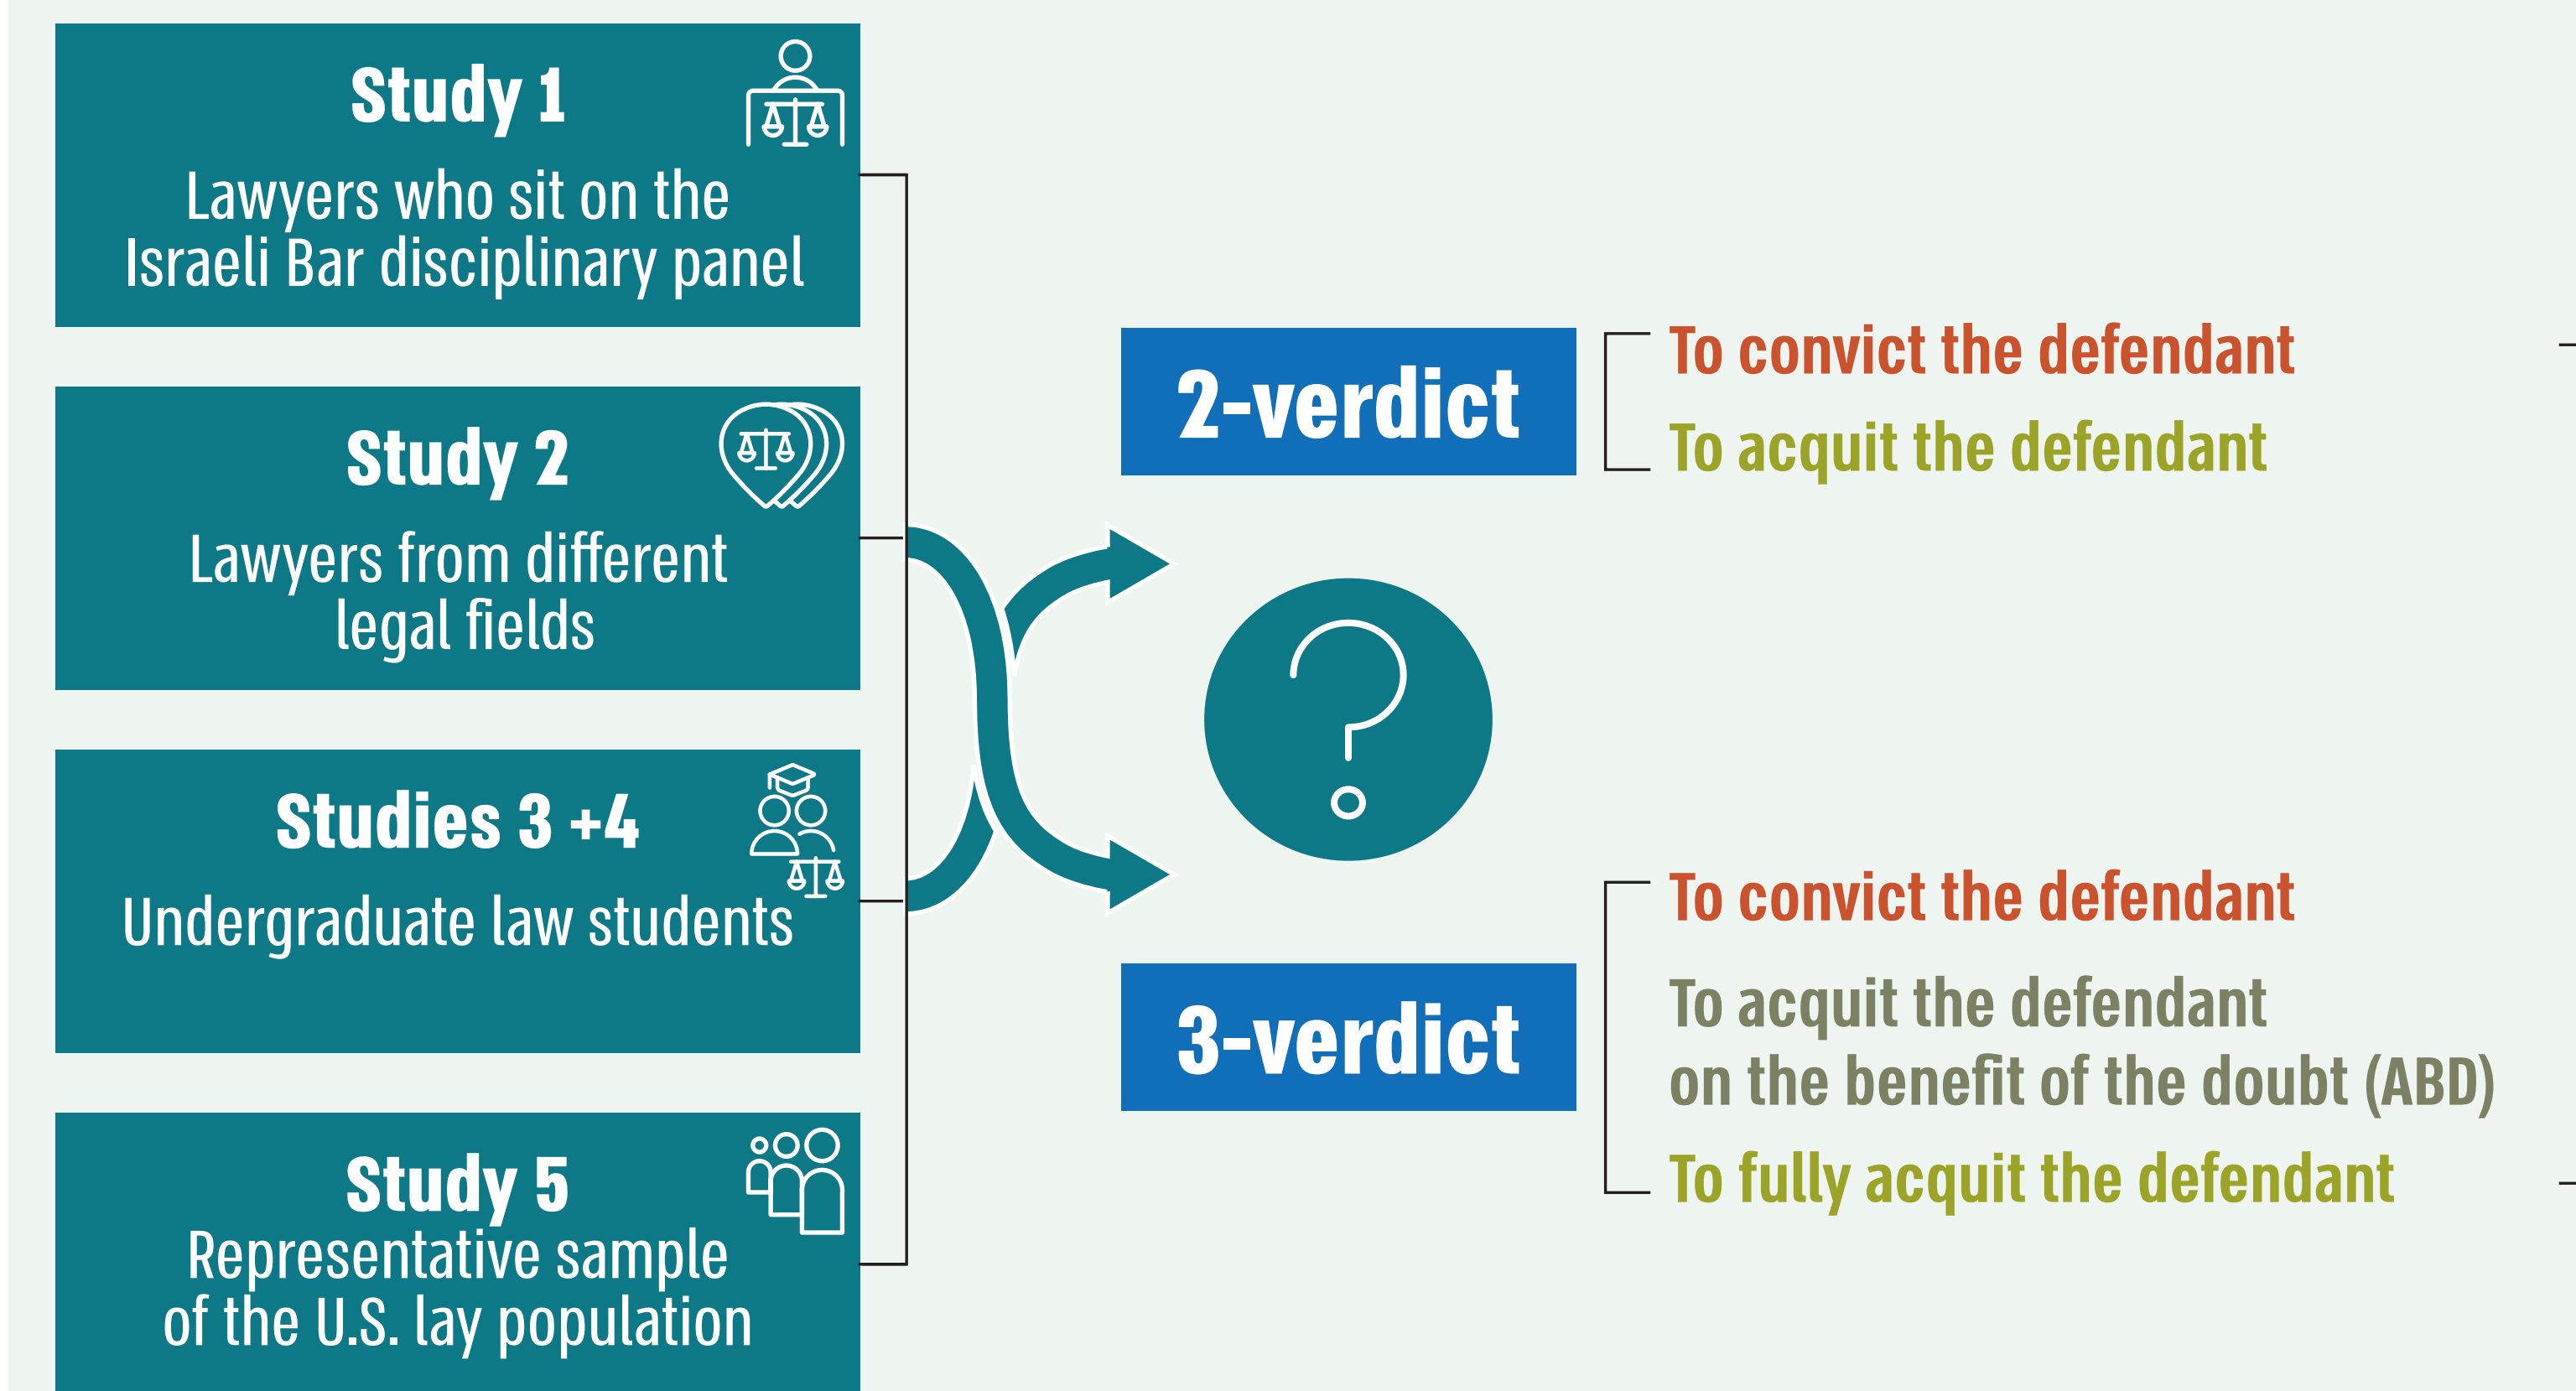 Study 1
Lawyers who sit on the
Israeli Bar disciplinary panel
Study 2
Lawyers from different
legal fields
Studies 3 +4
Undergraduate law students
Study 5
Representative sample
of the U.S. lay population
2-verdict
To convict the defendant
To acquit the defendant
?
3-verdict
To convict the defendant
To acquit the defendant
on the benefit of the doubt (ABD)
To fully acquit the defendant